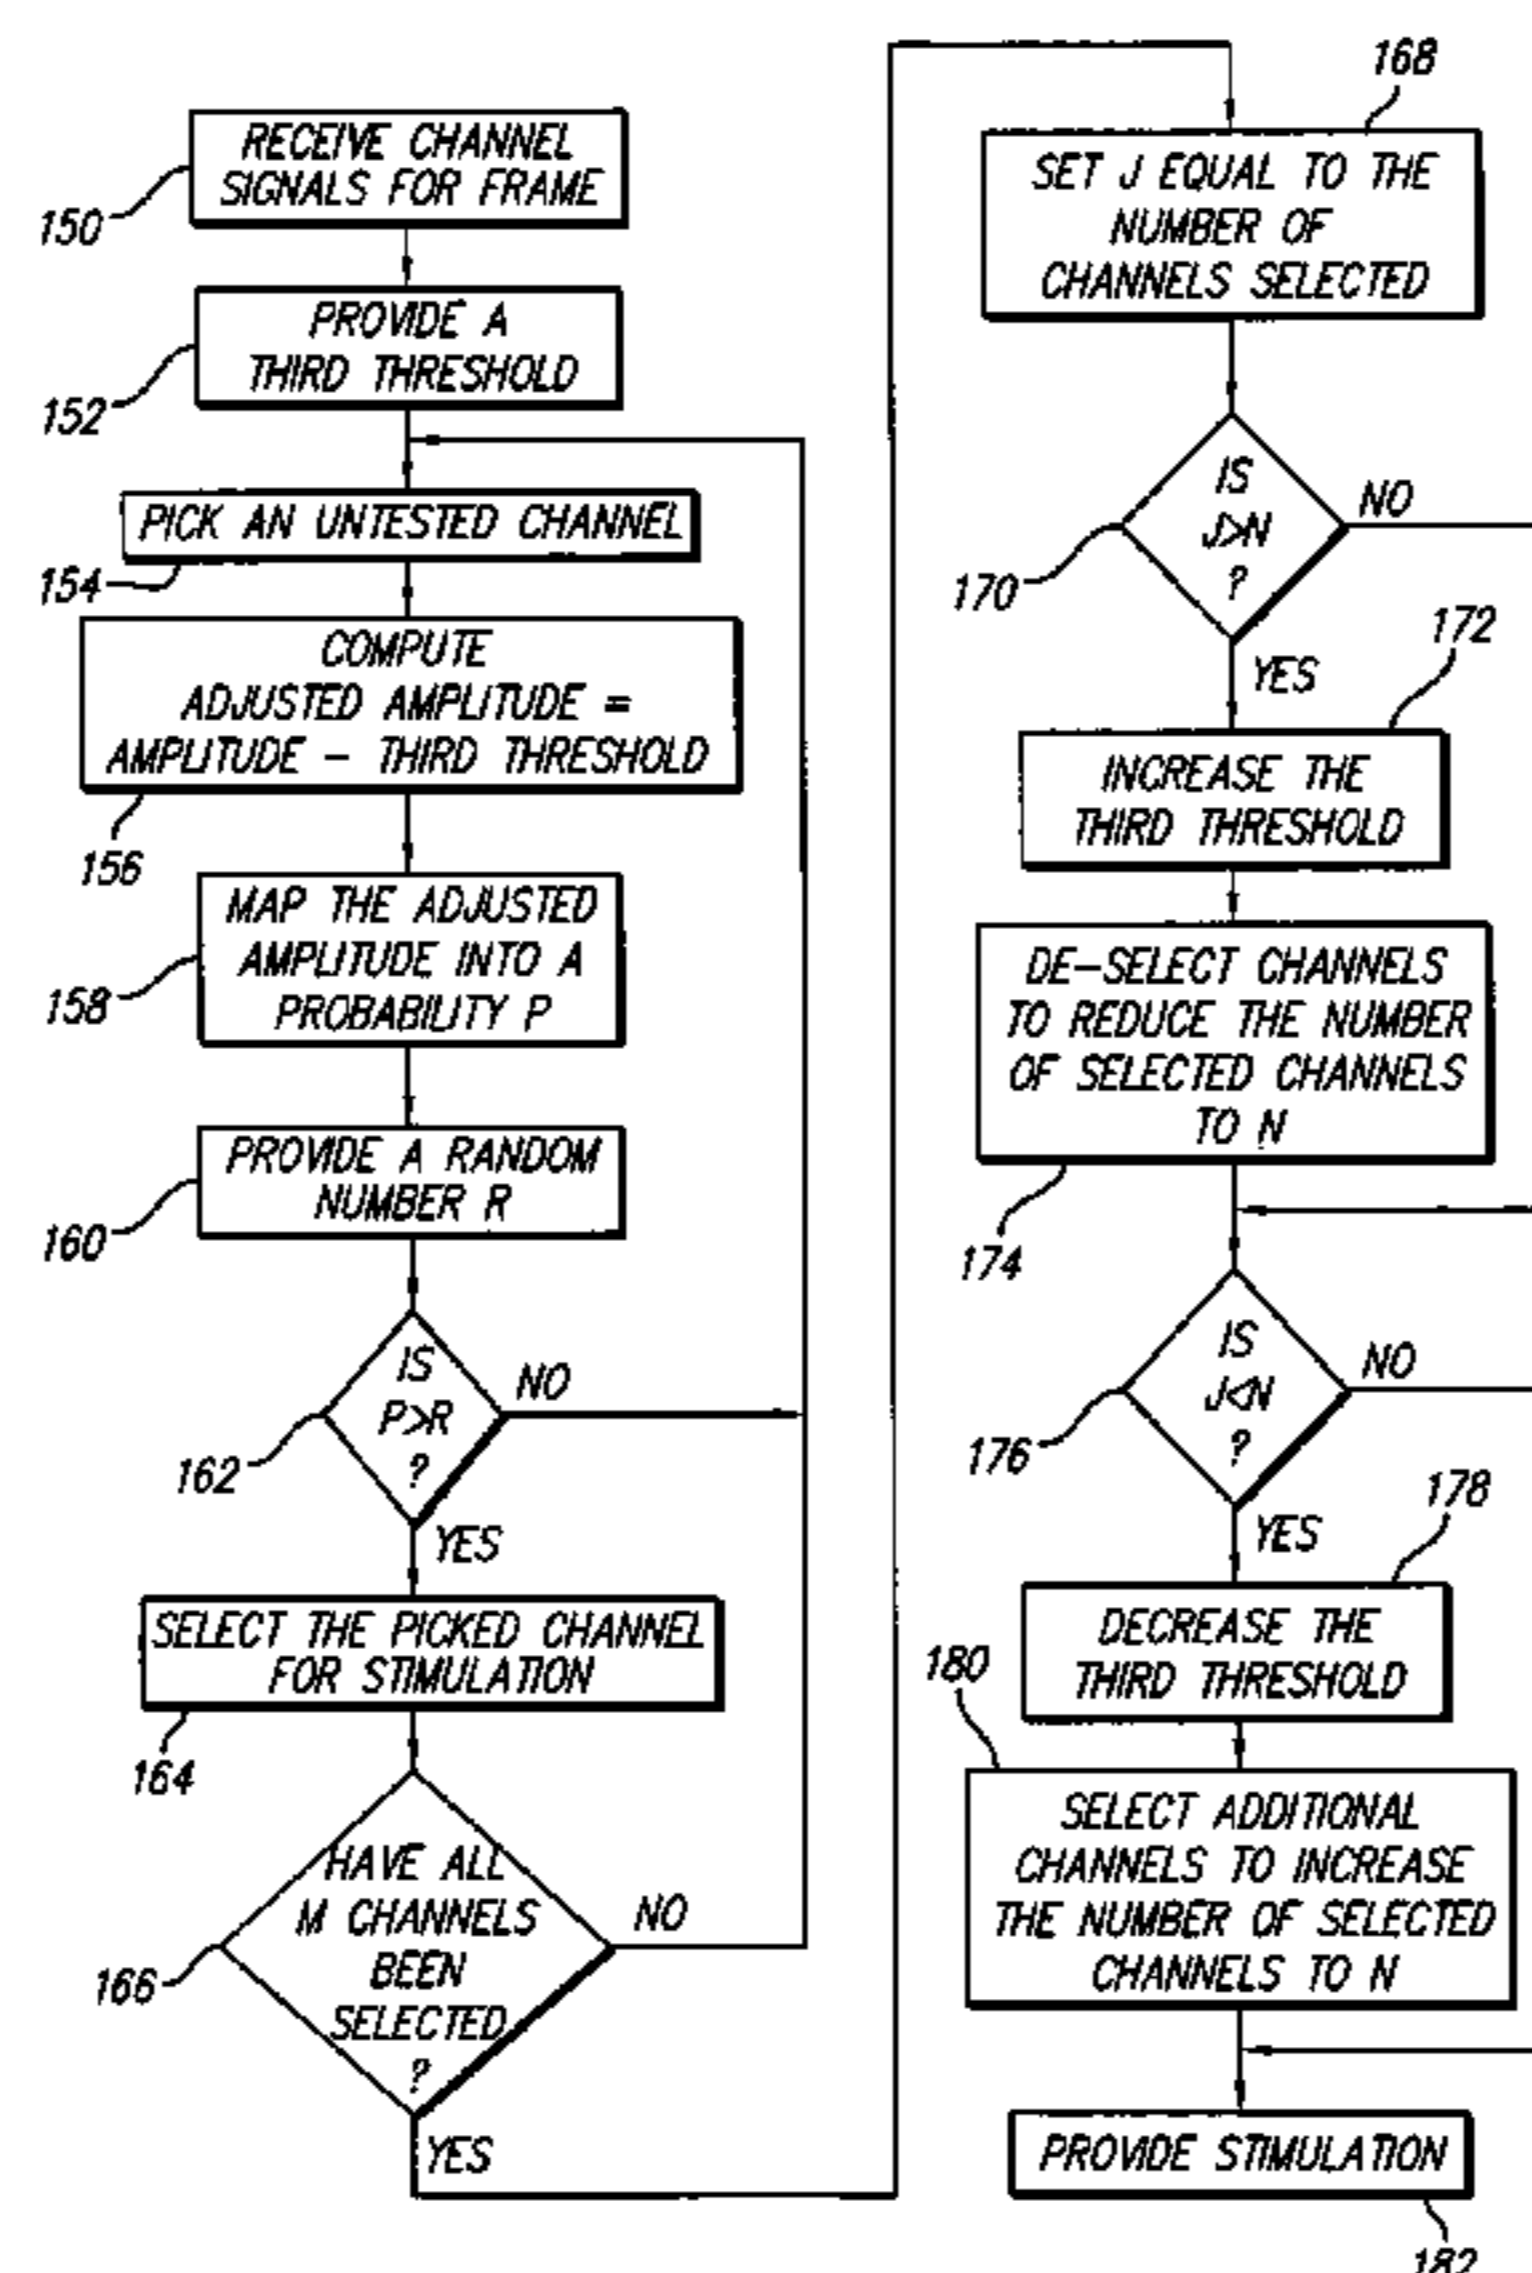 RECEIVE CHANNEL
SIGNALS FOR FRAME
150
PROVIDE A
THIRD THRESHOLD
152
PICK AN UNTESTED CHANNEL
154
COMPUTE
ADJUSTED AMPLITUDE =
AMPLITUDE - THIRD THRESHOLD
156
MAP THE ADJUSTED
AMPLITUDE INTO A
PROBABILITY P
158
PROVIDE A RANDOM
NUMBER R
160
IS
P>R
?
NO
162
YES
SELECT THE PICKED CHANNEL
FOR STIMULATION
164
HAVE ALL
M CHANNELS
BEEN
SELECTED
?
NO
166
YES
168
SET J EQUAL TO THE
NUMBER OF
CHANNELS SELECTED
IS
J>N
?
NO
170
YES
172
INCREASE THE
THIRD THRESHOLD
DE-SELECT CHANNELS
TO REDUCE THE NUMBER
OF SELECTED CHANNELS
TO N
174
IS
J<N
?
NO
176
YES
178
DECREASE THE
THIRD THRESHOLD
180
SELECT ADDITIONAL
CHANNELS TO INCREASE
THE NUMBER OF SELECTED
CHANNELS TO N
PROVIDE STIMULATION
182